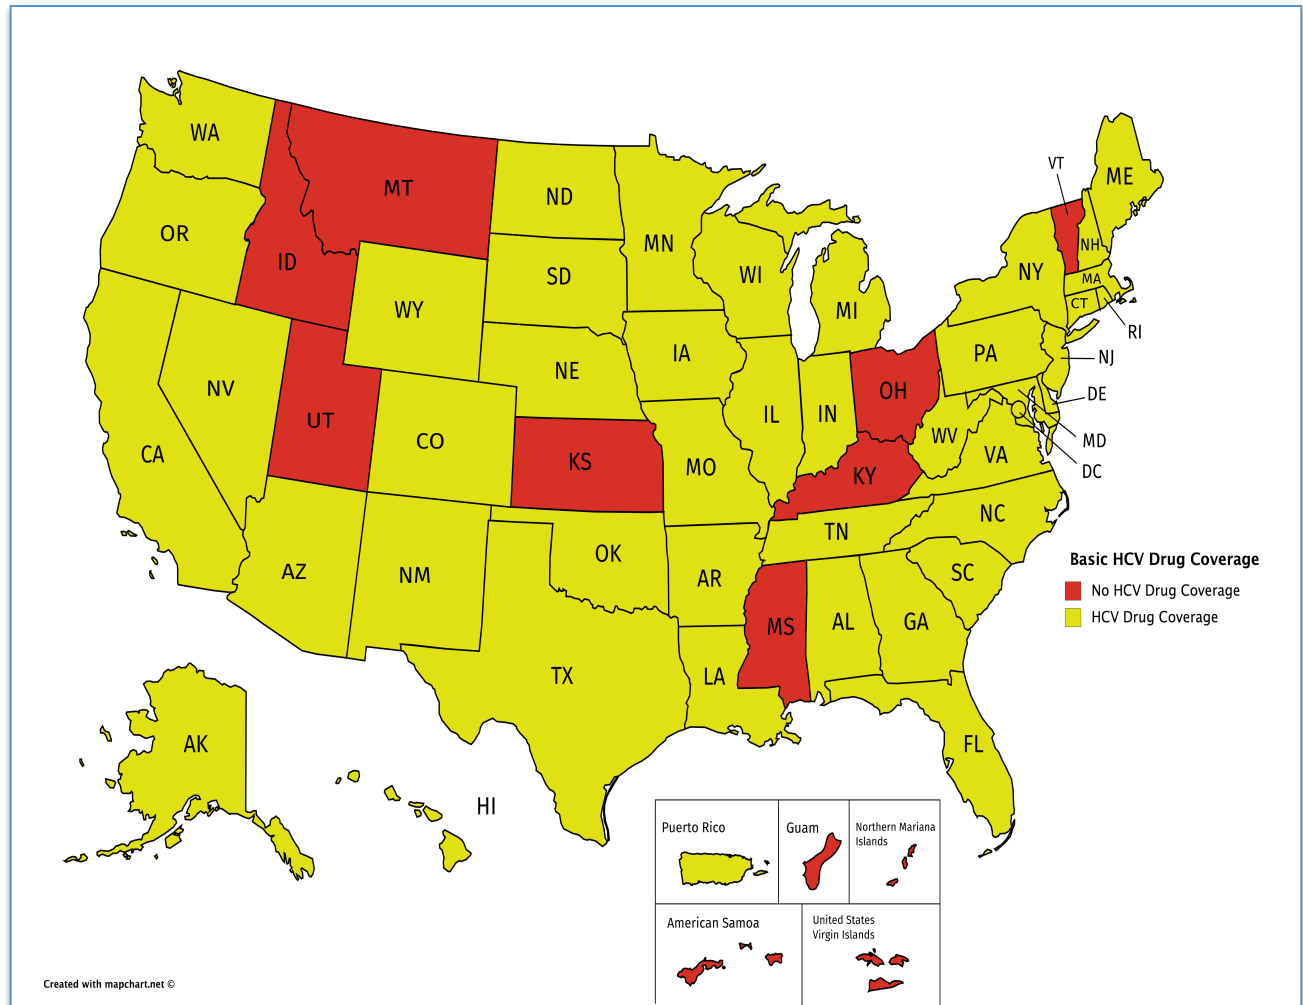 VT
ME
WA
MT
ND
OR
MN
NH
ID
SD
WI
NY
MA
WY
MI
CT
RI
IA
PA
NJ
NE
NV
OH
DE
UT
IL
IN
CO
WV
MD
CA
KS
MO
KY
VA
DC
NC
TN
OK
AZ
NM
AR
SC
Basic HCV Drug Coverage
No HCV Drug Coverage
HCV Drug Coverage
MS
AL
GA
TX
LA
AK
FL
HI
Puerto Rico
Guam
Northern Mariana
Islands
American Samoa
United States
Virgin Islands
Created with mapchart.net ©